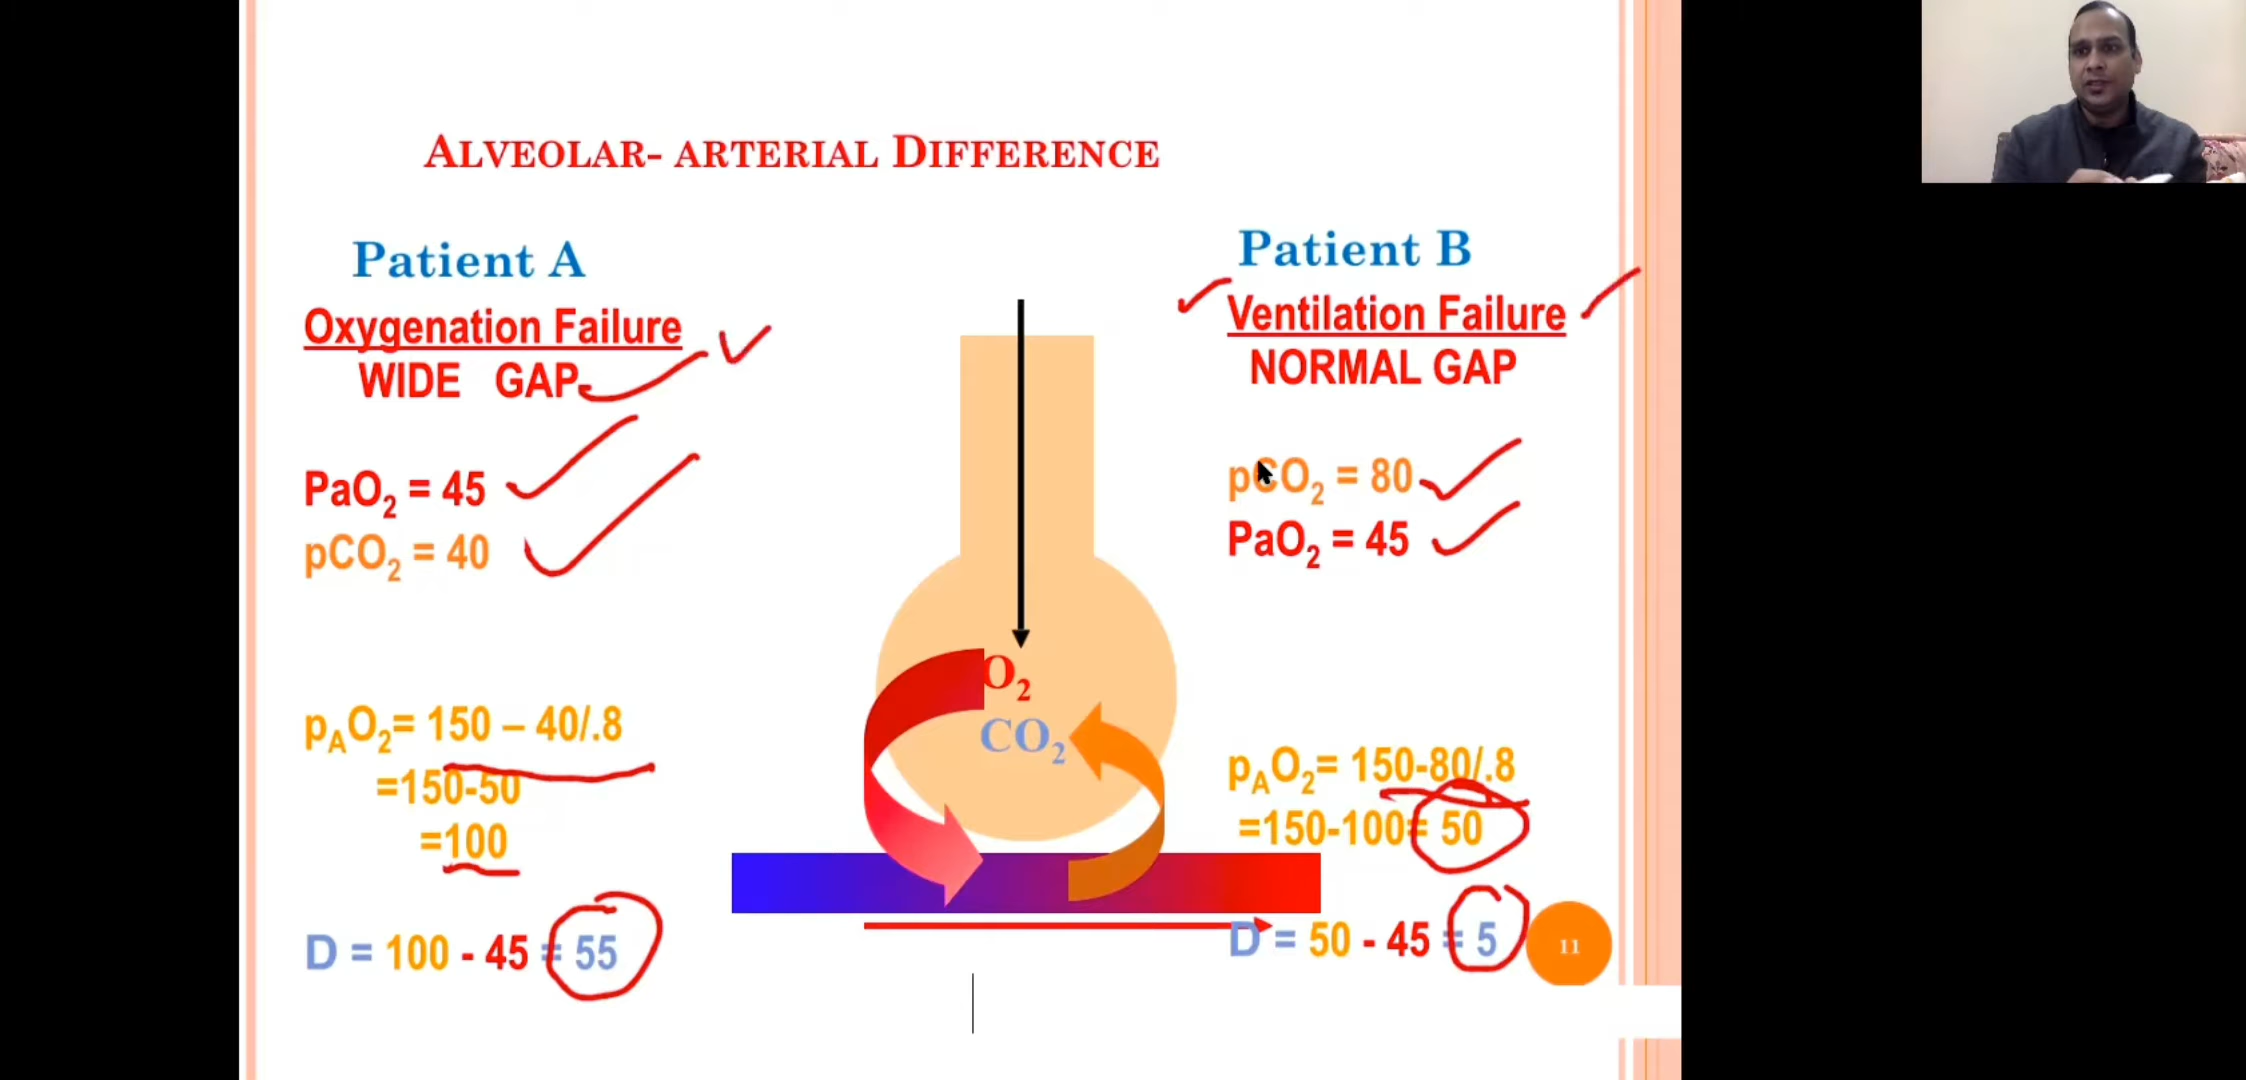 ALVEOLAR- ARTERIAL DIFFERENCE
Patient A
Oxygenation Failure
WIDE GAP
PaO₂ = 45
pCO₂ = 40
pAO₂= 150 – 40/.8
=150-50
=100
D = 100 - 45 = 55
O₂
CO₂
Patient B
Ventilation Failure
NORMAL GAP
pCO₂ = 80
PaO₂ = 45
pAO₂= 150-80/.8
=150-100= 50
D = 50 - 45 = 5
11